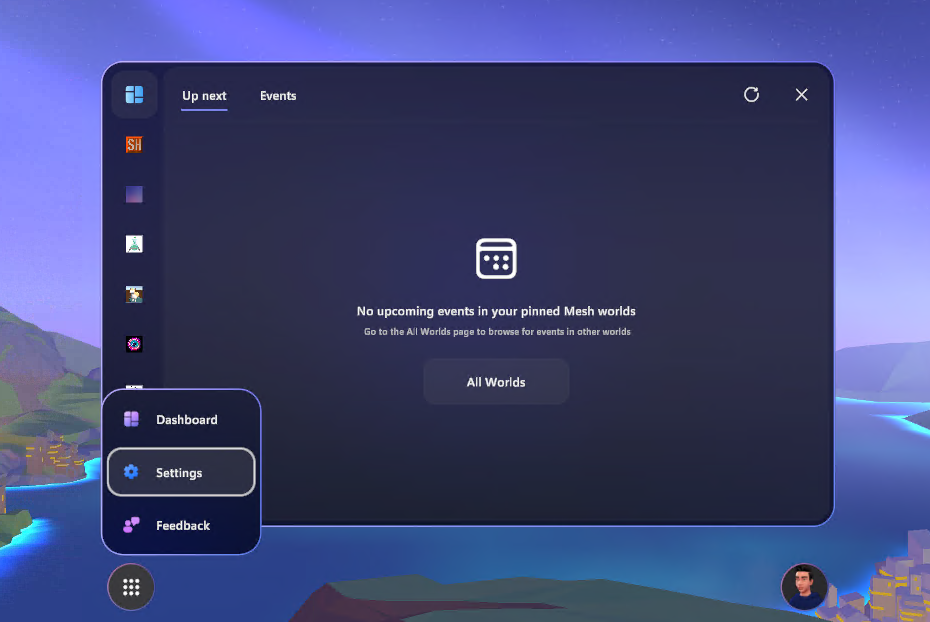 Up next
Events
SH
No upcoming events in your pinned Mesh worlds
Go to the All Worlds page to browse for events in other worlds
All Worlds
Dashboard
Settings
Feedback